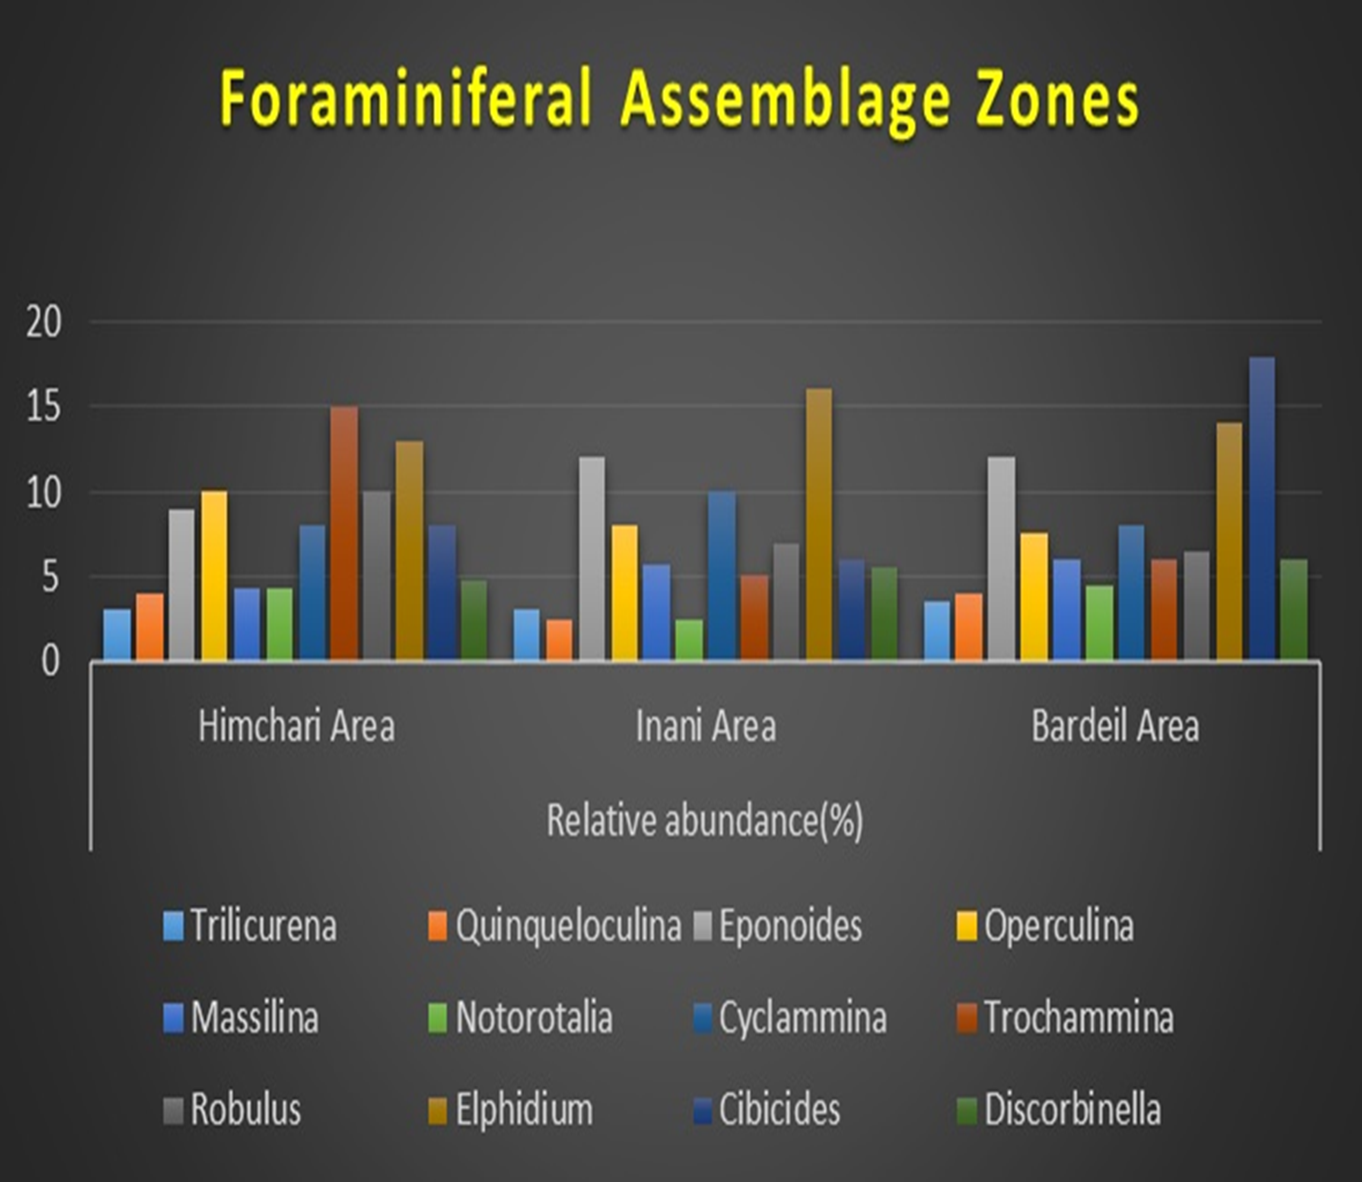 Foraminiferal Assemblage Zones
20
15
10
5
0
Himchari Area Inani Area Bardeil Area
Relative abundance(%)
Trilicurena Quinqueloculina Eponoides Operculina
Massilina Notorotalia Cyclammina Trochammina
Robulus Elphidium Cibicides Discorbinella